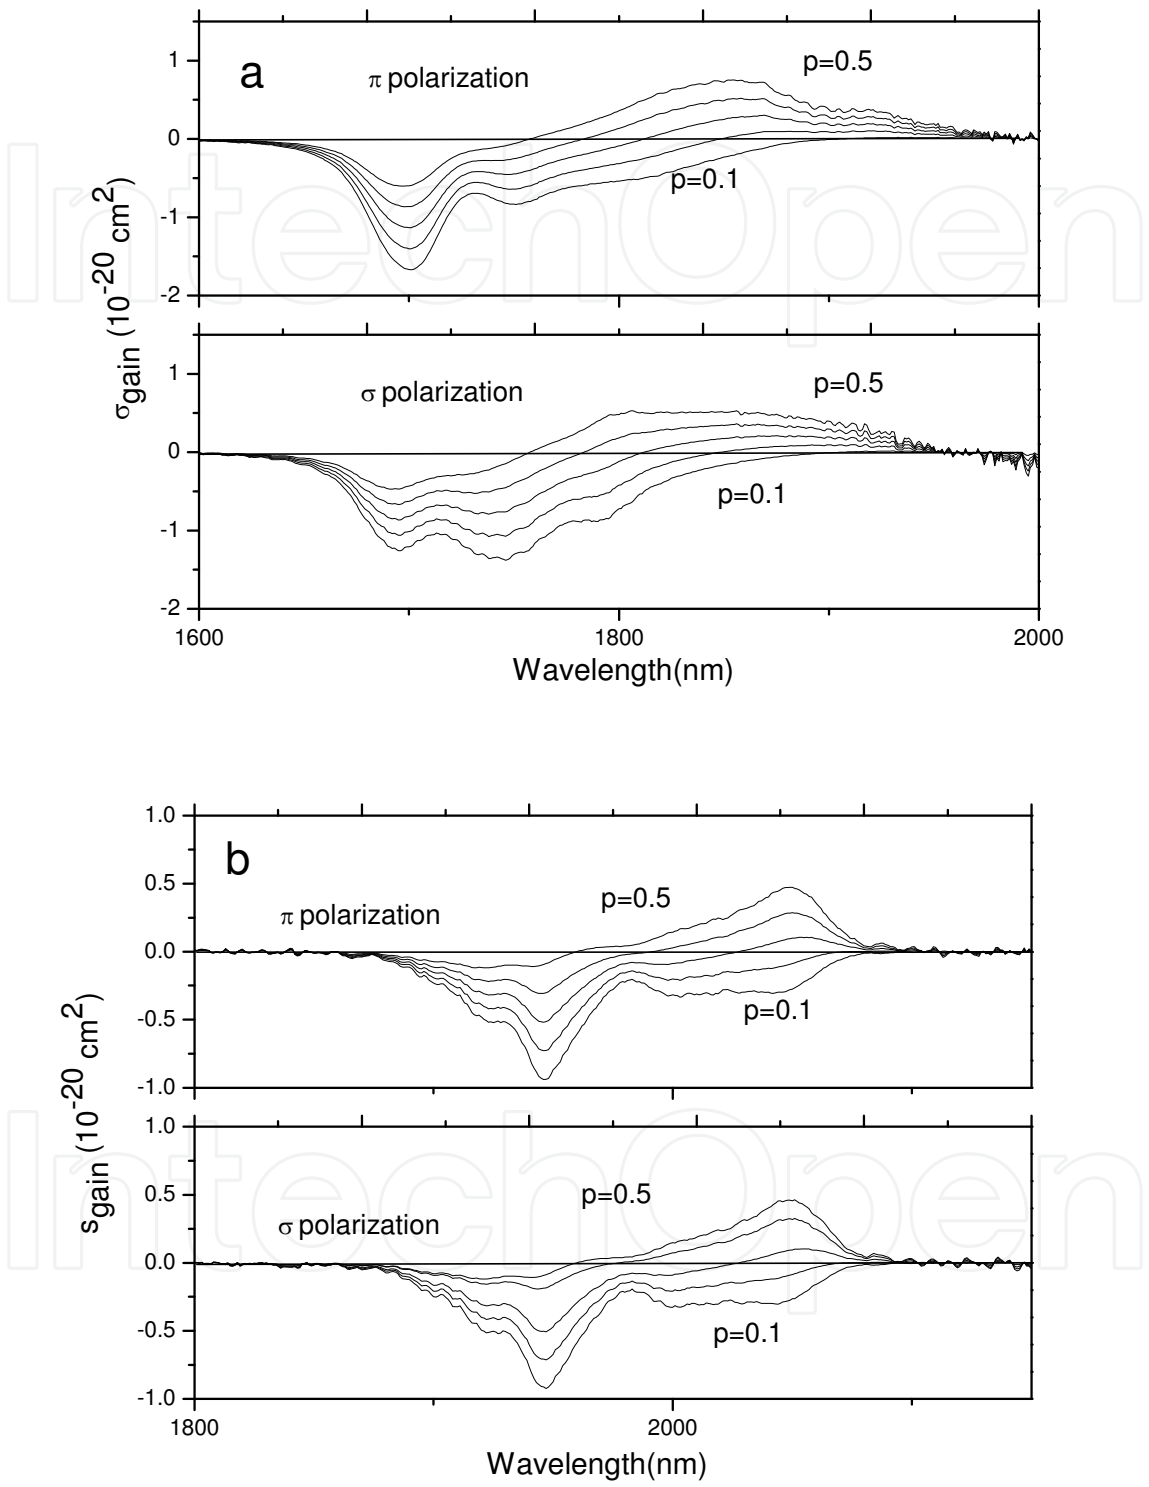 a
π polarization
p=0.5
p=0.1
1
0
-1
-2
σgain (10-20 cm2)
σ polarization
p=0.5
p=0.1
1
0
-1
-2
1600 1800 2000
Wavelength(nm)
b
π polarization
p=0.5
p=0.1
1.0
0.5
0.0
-0.5
-1.0
sgain (10-20 cm2)
σ polarization
p=0.5
p=0.1
1.0
0.5
0.0
-0.5
-1.0
1800 2000
Wavelength(nm)
IntechOpen
IntechOpen